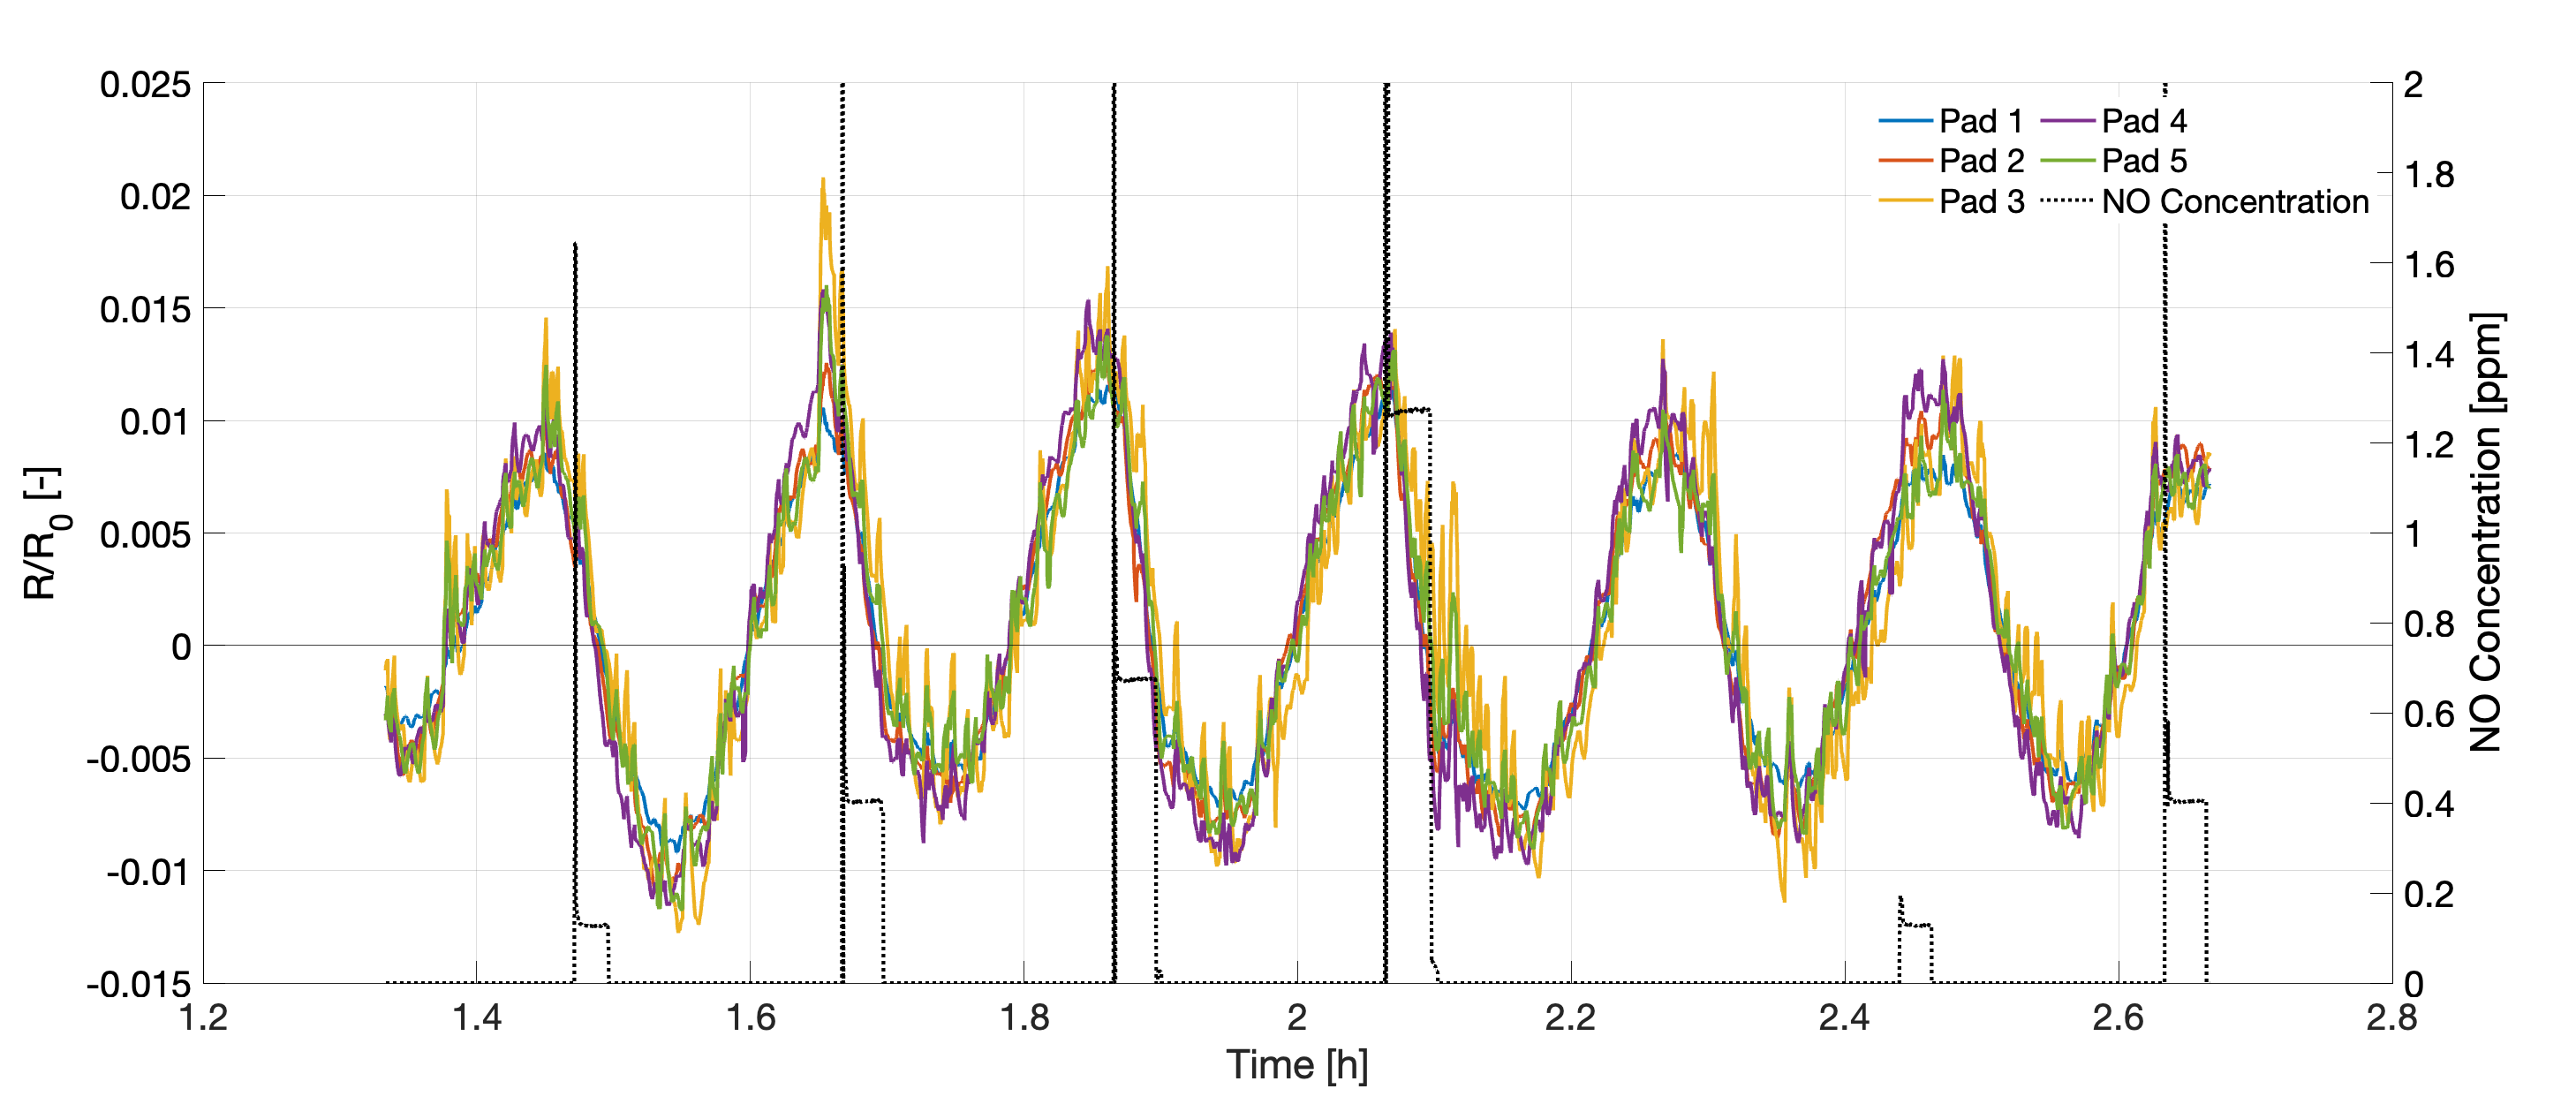 0.025
0.02
0.015
0.01
0.005
0
-0.005
-0.01
-0.015
R/R0 [-]
1.2 1.4 1.6 1.8 2 2.2 2.4 2.6 2.8
Time [h]
2
1.8
1.6
1.4
1.2
1
0.8
0.6
0.4
0.2
0
NO Concentration [ppm]
Pad 1 Pad 4
Pad 2 Pad 5
Pad 3 NO Concentration